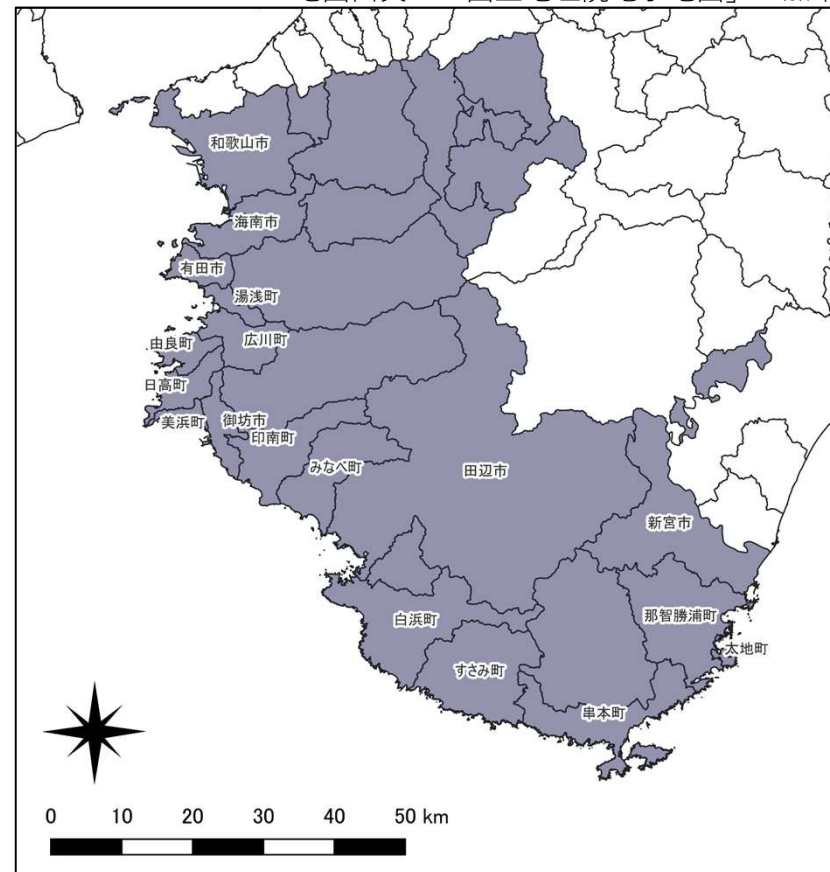 和歌山市
海南市
有田市
湯浅町
由良町
広川町
日高町
美浜町
御坊市
印南町
みなべ町
田辺市
新宮市
白浜町
那智勝浦町
すさみ町
太地町
串本町
0 10 20 30 40 50 km